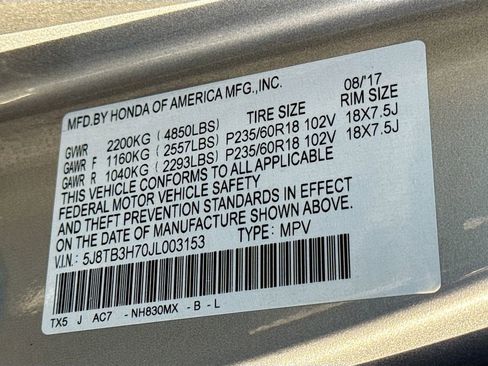 MFD.BY HONDA OF AMERICA MFG.,INC. 08/'17
TIRE SIZE RIM SIZE
GVWR 2200KG (4850LBS)
GAWR F 1160KG (2557LBS) P235/60R18 102V 18X7.5J
GAWR R 1040KG (2293LBS) P235/60R18 102V 18X7.5J
THIS VEHICLE CONFORMS TO ALL APPLICABLE
FEDERAL MOTOR VEHICLE SAFETY
AND THEFT PREVENTION STANDARDS IN EFFECT
ON THE DATE OF MANUFACTURE SHOWN ABOVE.
V.I.N.: 5J8TB3H70JL003153 TYPE: MPV
TX5 J AC7 - NH830MX - B - L